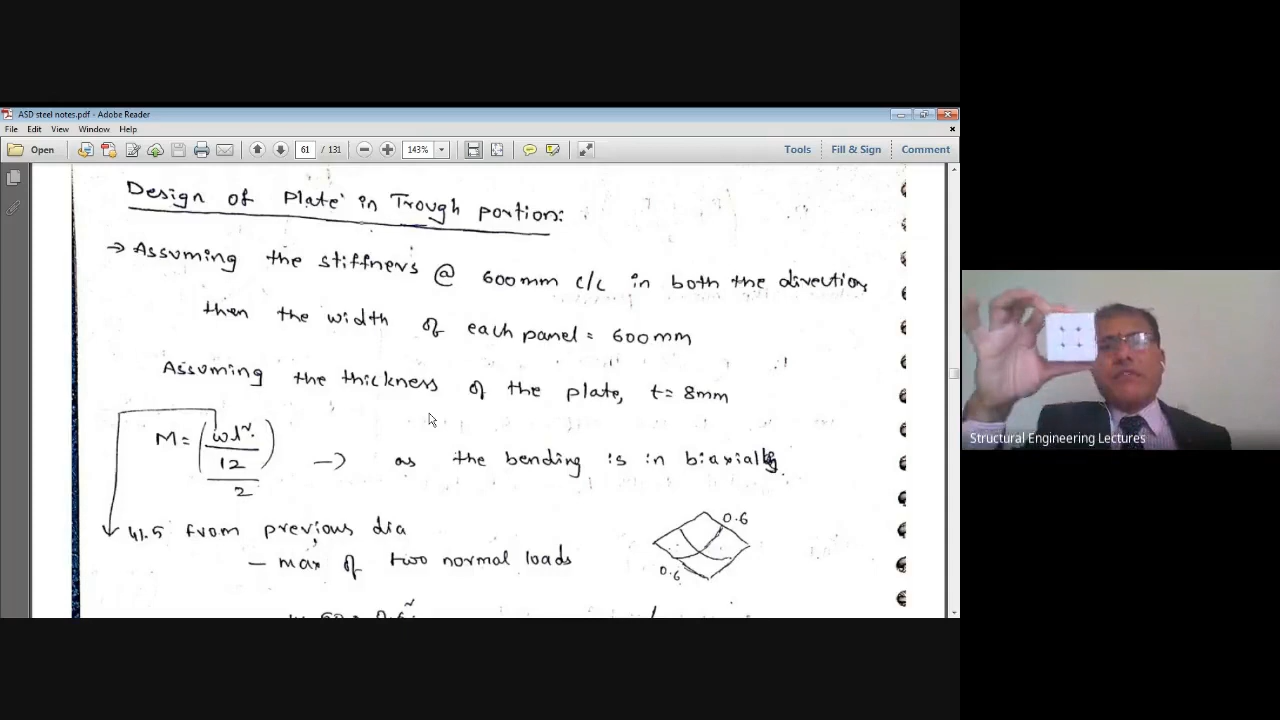 ASD steel notes.pdf - Adobe Reader
File Edit View Window Help
Open 61 / 131 143% Tools Fill & Sign Comment
Design of Plate in Trough portion:
→ Assuming the stiffners @ 600mm c/c in both the direction
then the width of each panel = 600mm
Assuming the thickness of the plate, t = 8mm
M = (wl²/12 / 2) → as the bending is in biaxially
41.5 from previous dia
— max of two normal loads
0.6
0.6
Structural Engineering Lectures